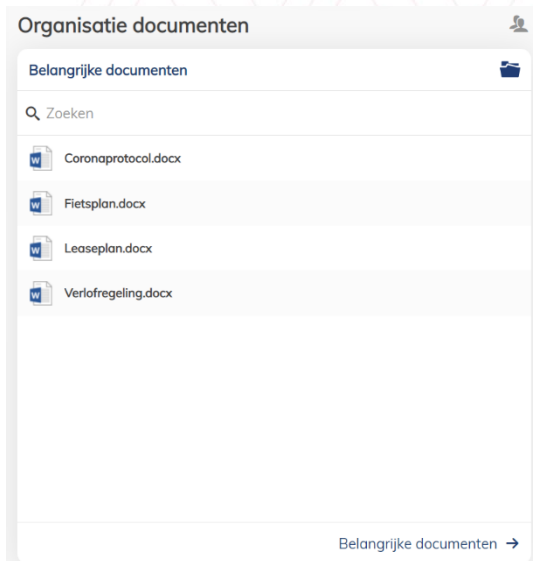 Organisatie documenten
Belangrijke documenten
Zoeken
W Coronaprotocol.docx
W Fietsplan.docx
W Leaseplan.docx
W Verlofregeling.docx
Belangrijke documenten →